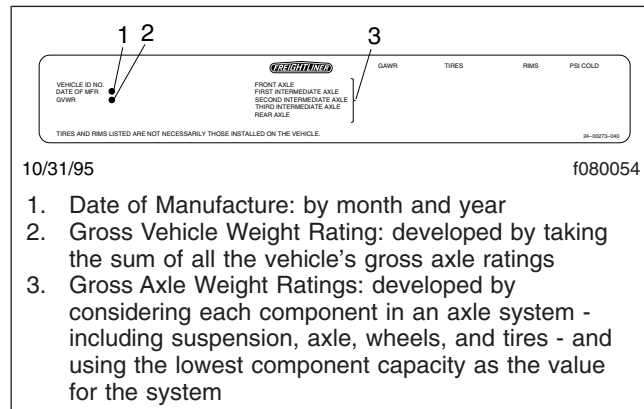 1 2 3
FREIGHTLINER GAWR TIRES RIMS PSI COLD
VEHICLE ID NO. FRONT AXLE
DATE OF MFR FIRST INTERMEDIATE AXLE
GVWR SECOND INTERMEDIATE AXLE
THIRD INTERMEDIATE AXLE
REAR AXLE
TIRES AND RIMS LISTED ARE NOT NECESSARILY THOSE INSTALLED ON THE VEHICLE. 24–00273–040
10/31/95 f080054
1. Date of Manufacture: by month and year
2. Gross Vehicle Weight Rating: developed by taking
the sum of all the vehicle's gross axle ratings
3. Gross Axle Weight Ratings: developed by
considering each component in an axle system -
including suspension, axle, wheels, and tires - and
using the lowest component capacity as the value
for the system